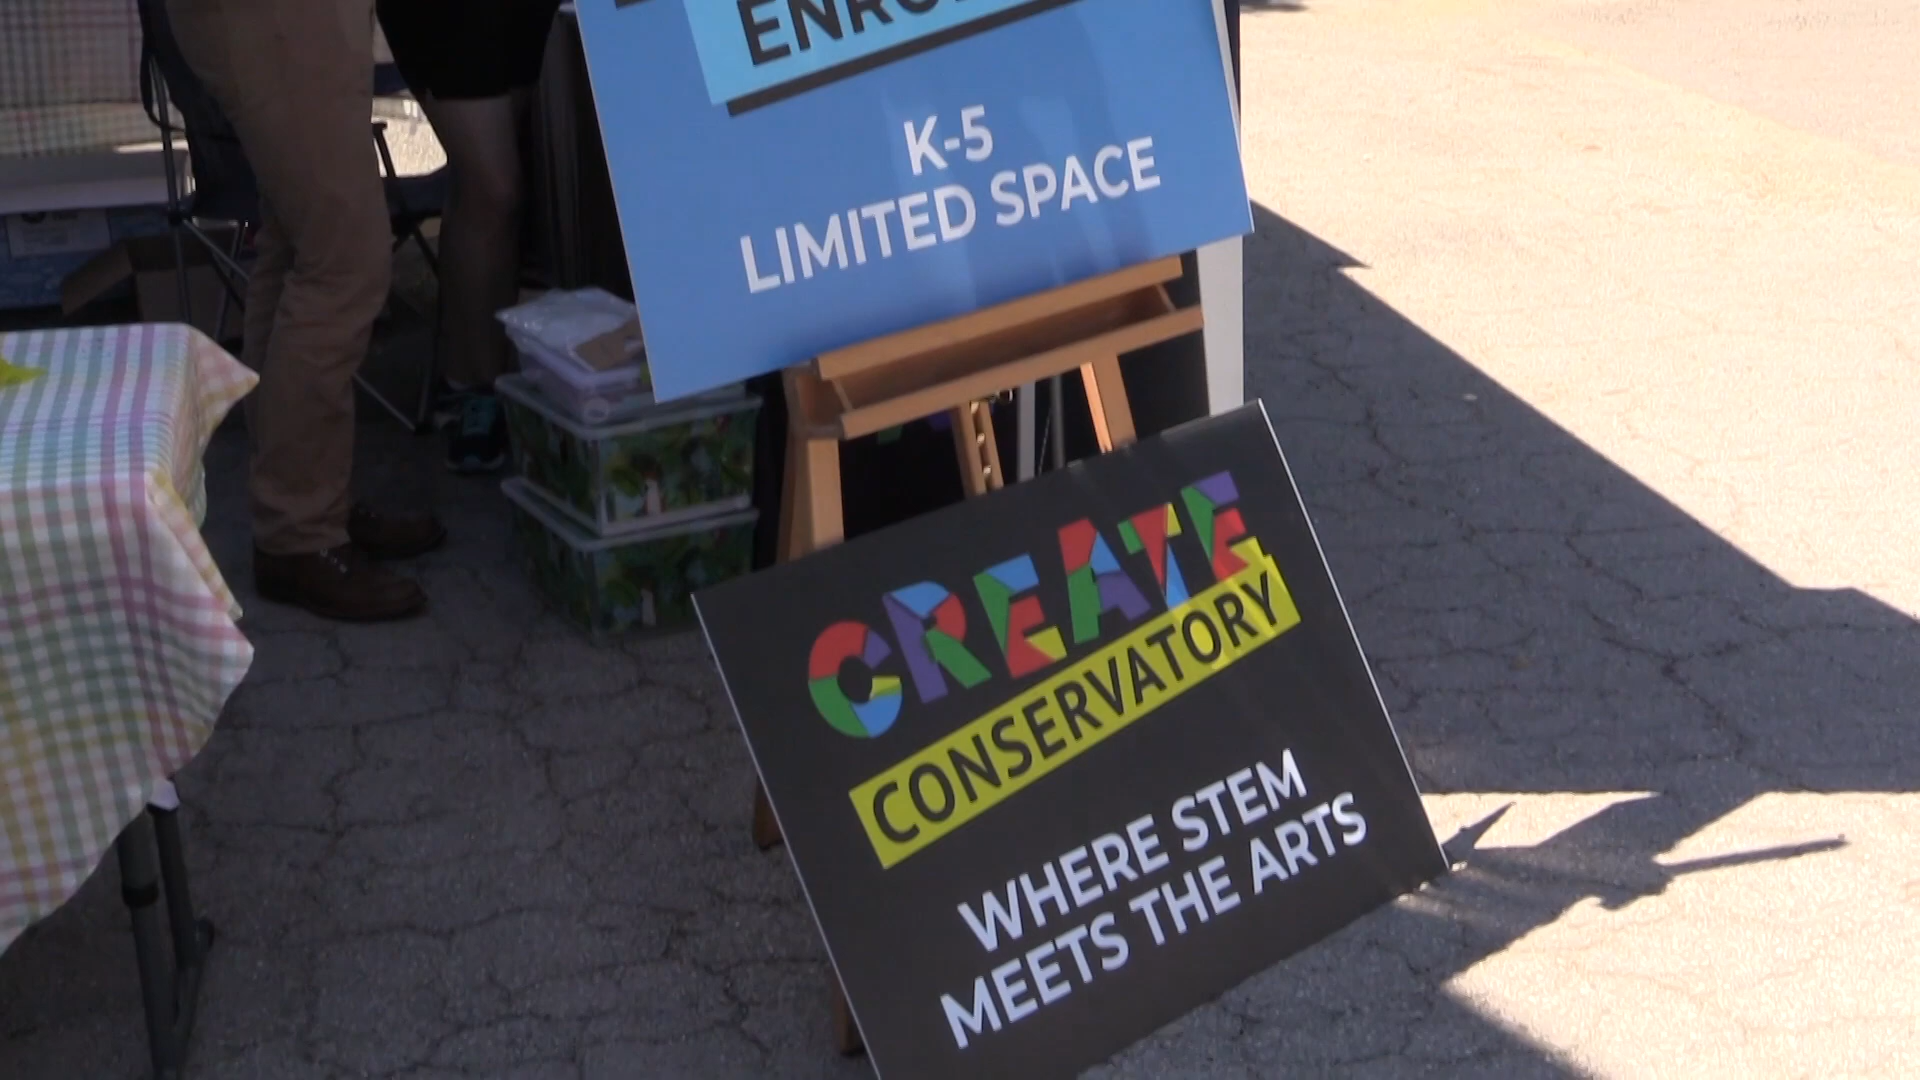 K-5
LIMITED SPACE
CREATE
CONSERVATORY
WHERE STEM
MEETS THE ARTS